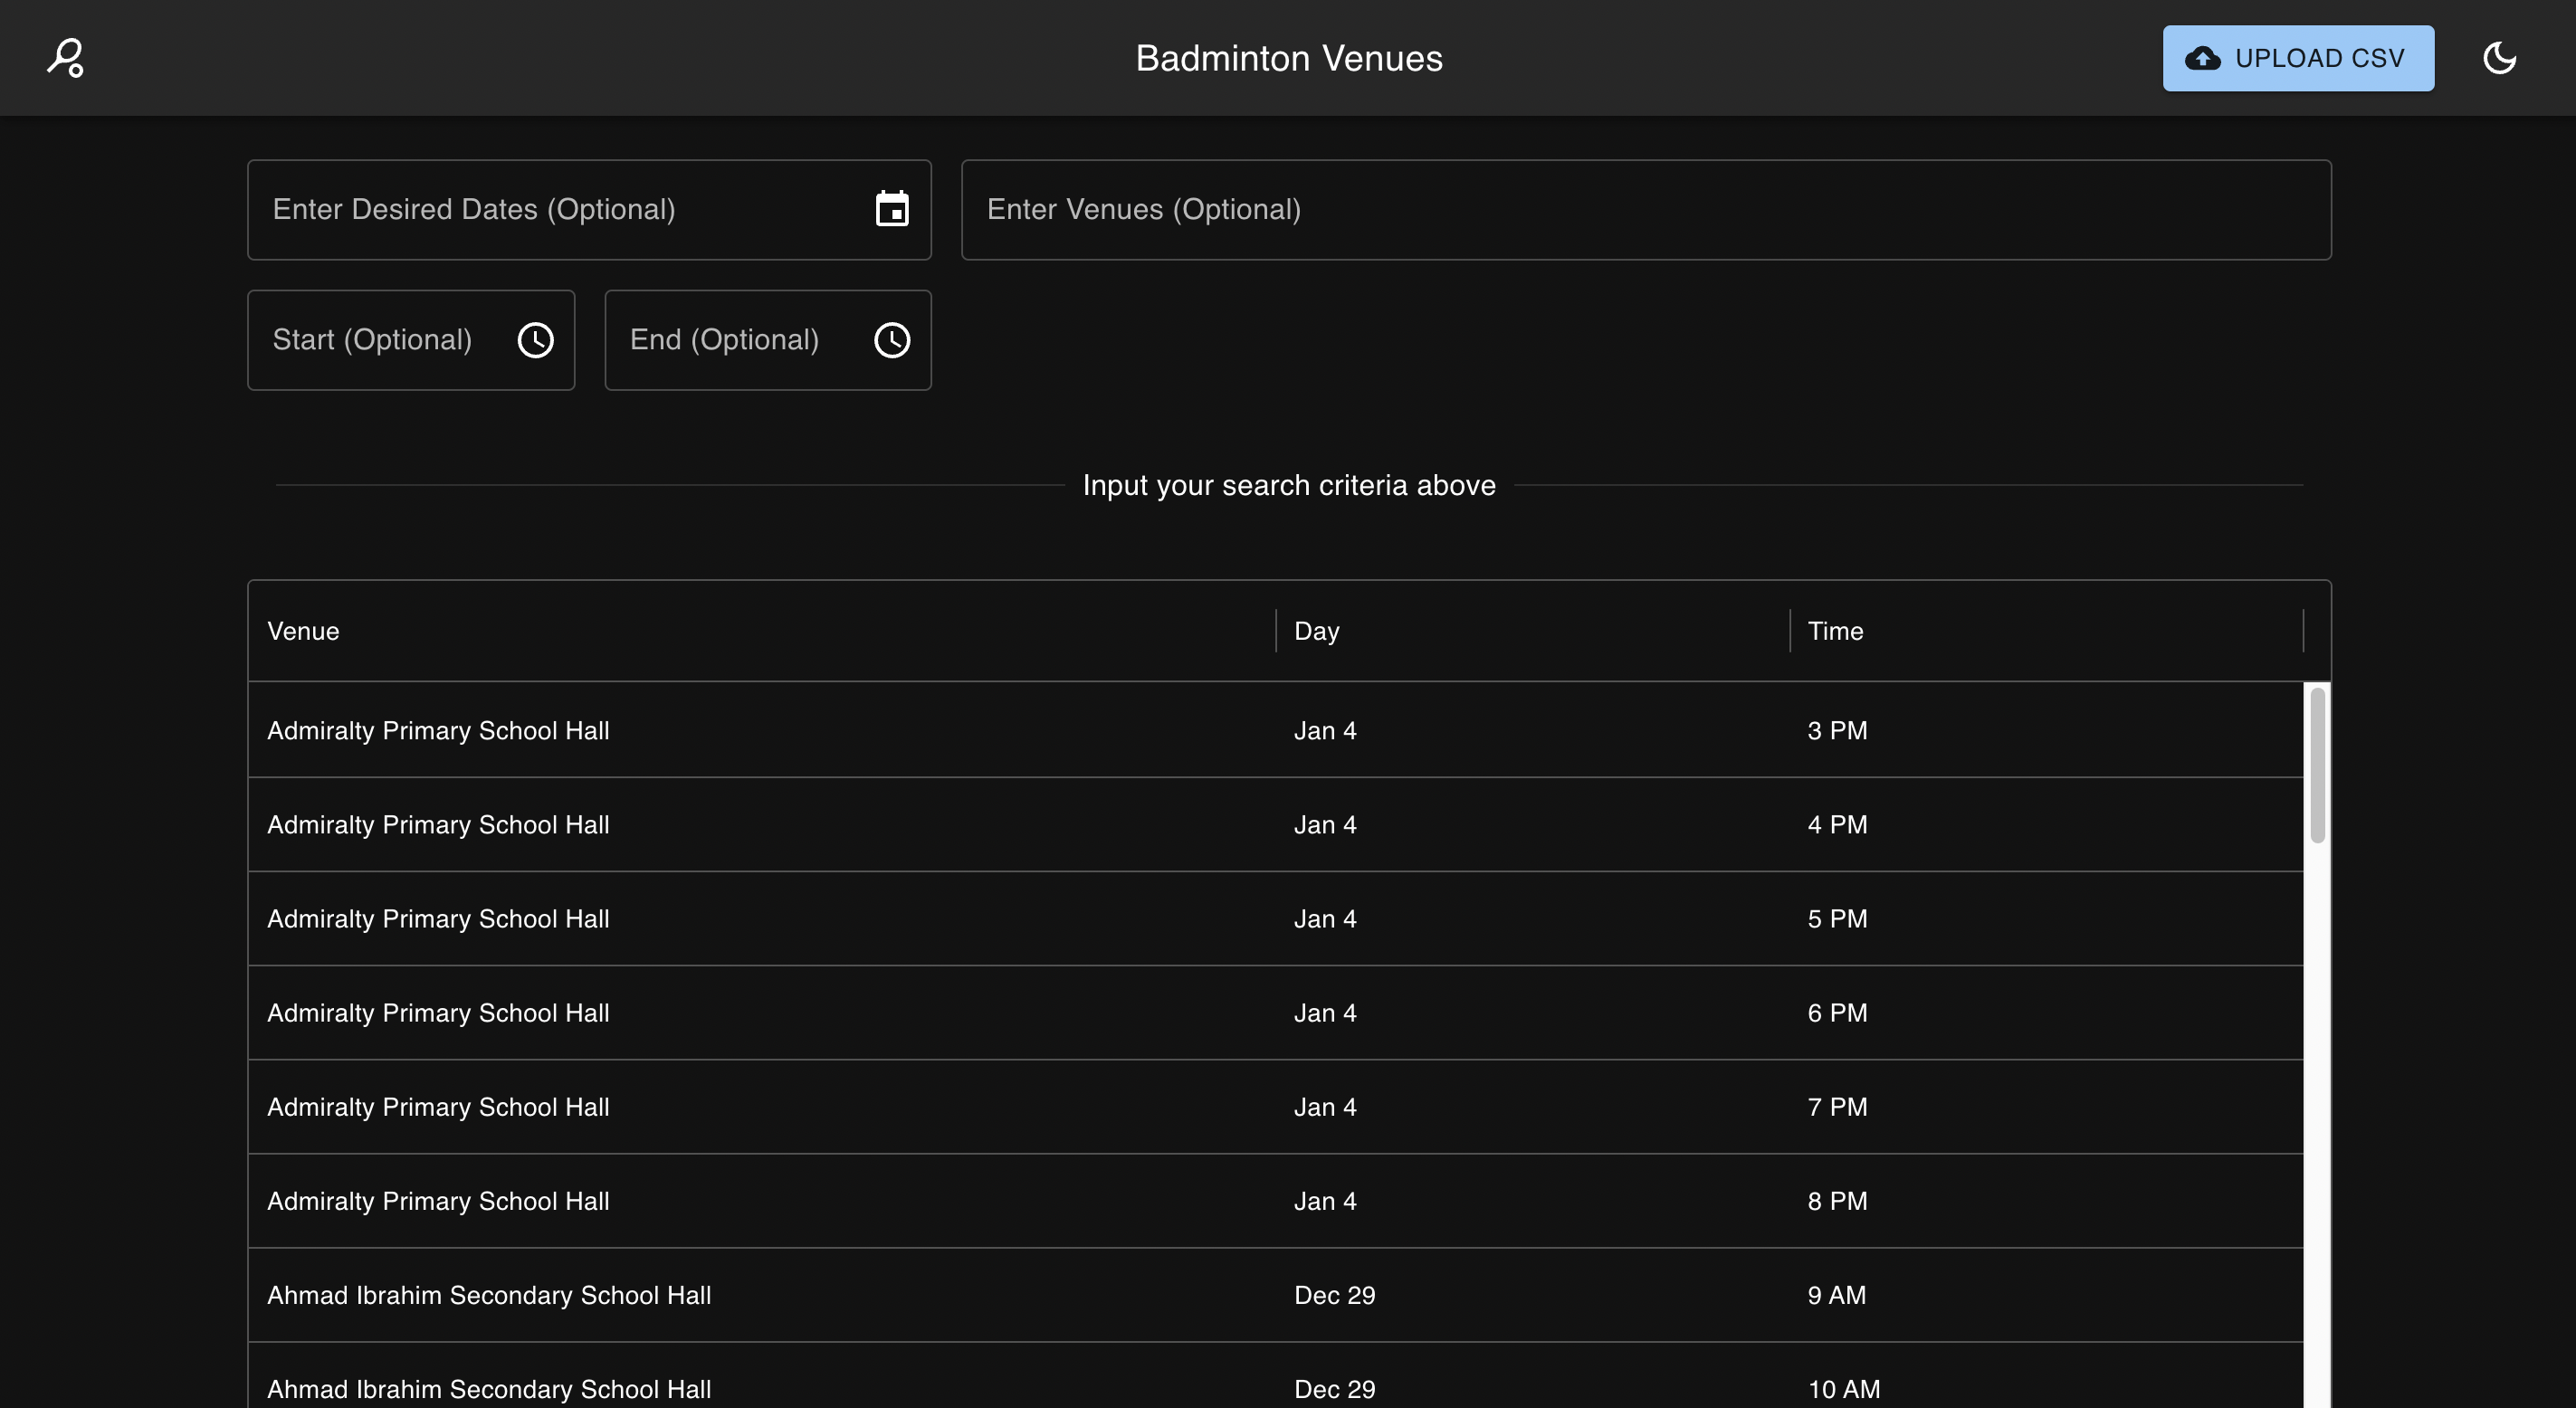 Badminton Venues
UPLOAD CSV
Enter Desired Dates (Optional)
Enter Venues (Optional)
Start (Optional)
End (Optional)
Input your search criteria above
Venue Day Time
Admiralty Primary School Hall Jan 4 3 PM
Admiralty Primary School Hall Jan 4 4 PM
Admiralty Primary School Hall Jan 4 5 PM
Admiralty Primary School Hall Jan 4 6 PM
Admiralty Primary School Hall Jan 4 7 PM
Admiralty Primary School Hall Jan 4 8 PM
Ahmad Ibrahim Secondary School Hall Dec 29 9 AM
Ahmad Ibrahim Secondary School Hall Dec 29 10 AM